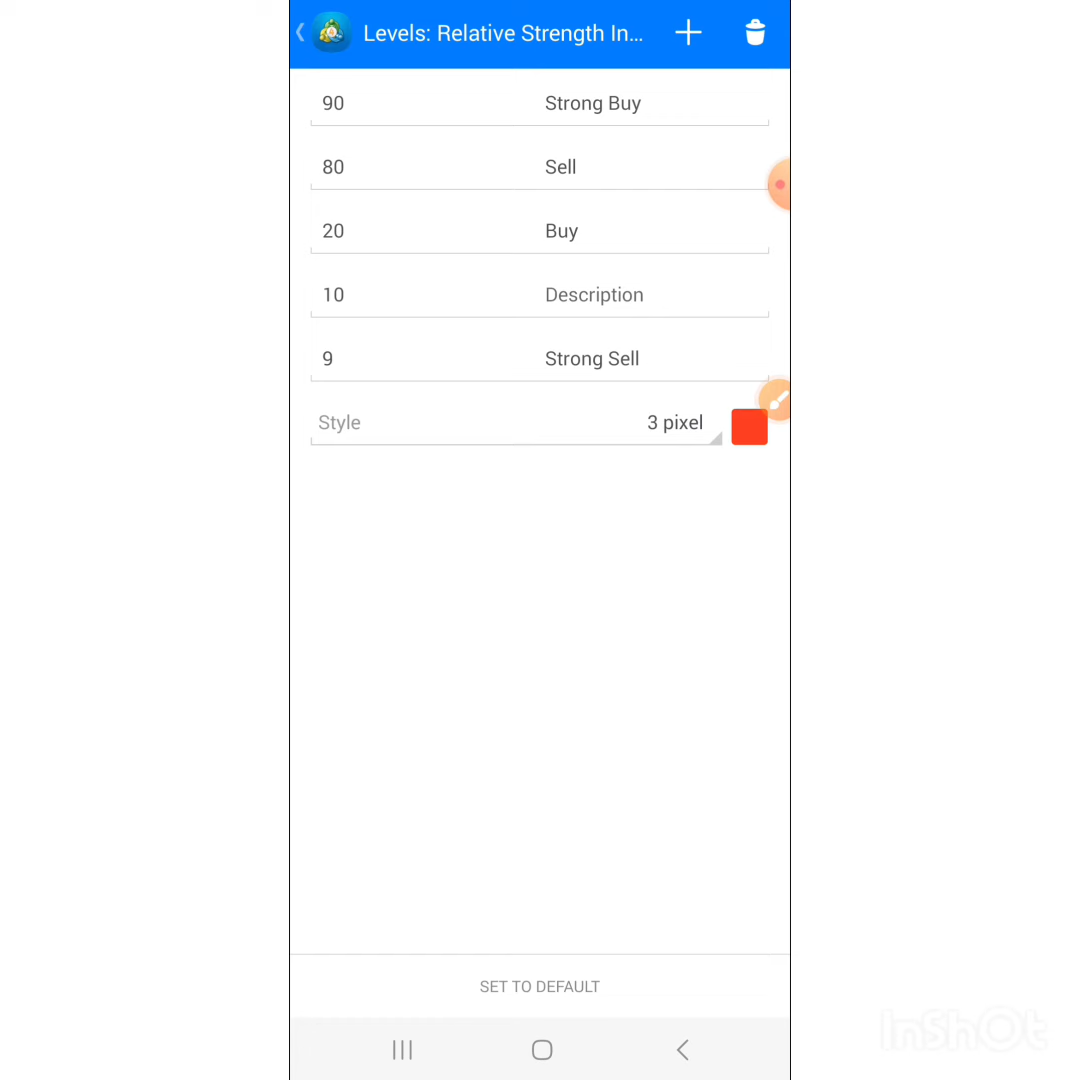 Levels: Relative Strength In...
90 Strong Buy
80 Sell
20 Buy
10 Description
9 Strong Sell
Style 3 pixel
SET TO DEFAULT
InShOt